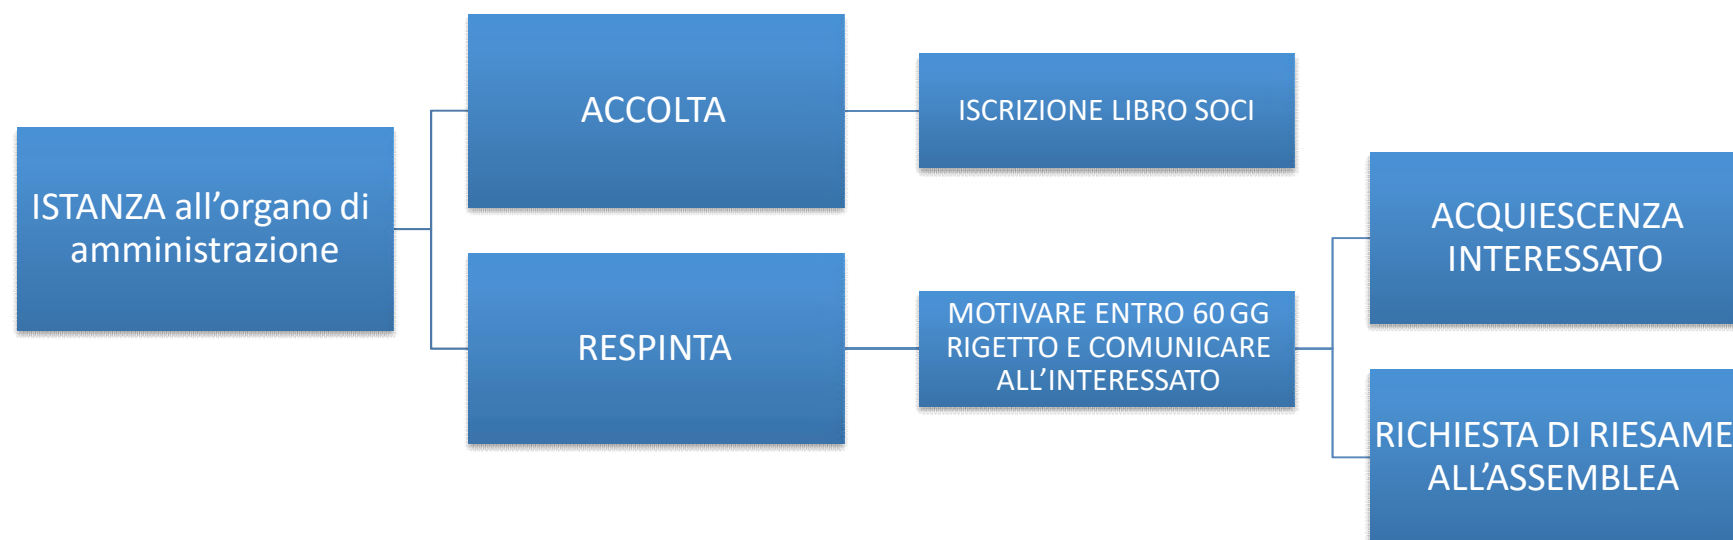 ISTANZA all’organo di
amministrazione
ACCOLTA
ISCRIZIONE LIBRO SOCI
RESPINTA
MOTIVARE ENTRO 60 GG
RIGETTO E COMUNICARE
ALL’INTERESSATO
ACQUIESCENZA
INTERESSATO
RICHIESTA DI RIESAME
ALL’ASSEMBLEA